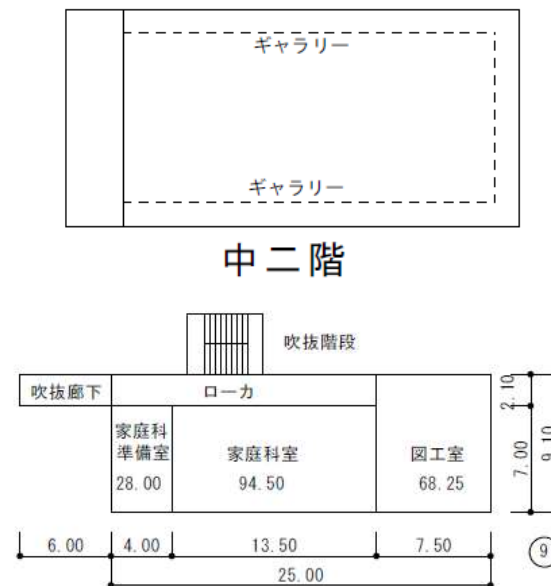 ギャラリー
ギャラリー
中二階
吹抜階段
吹抜廊下
ローカ
家庭科
準備室
28.00
家庭科室
94.50
図工室
68.25
2.10
7.00
9.10
6.00
4.00
13.50
7.50
25.00
9